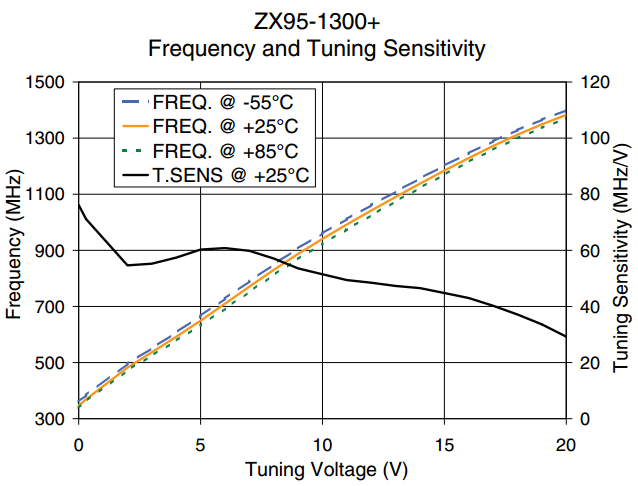 ZX95-1300+
Frequency and Tuning Sensitivity
1500
1300
1100
900
700
500
300
120
100
80
60
40
20
0
FREQ. @ -55°C
FREQ. @ +25°C
FREQ. @ +85°C
T.SENS @ +25°C
Frequency (MHz)
Tuning Sensitivity (MHz/V)
0 5 10 15 20
Tuning Voltage (V)